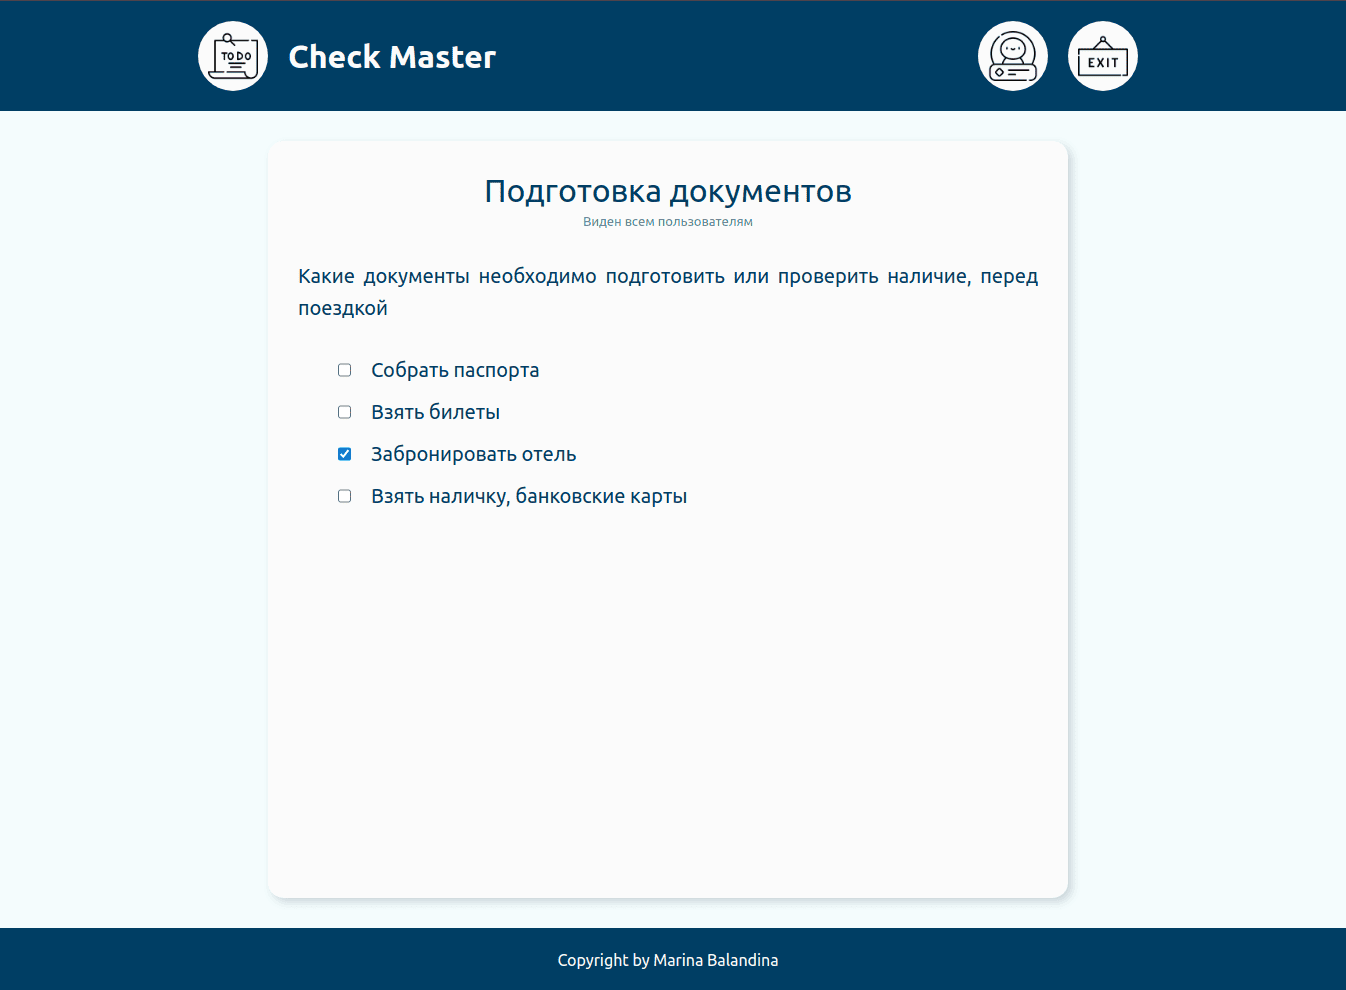 TO DO
Check Master
EXIT
Подготовка документов
Виден всем пользователям
Какие документы необходимо подготовить или проверить наличие, перед
поездкой
Собрать паспорта
Взять билеты
Забронировать отель
Взять наличку, банковские карты
Copyright by Marina Balandina